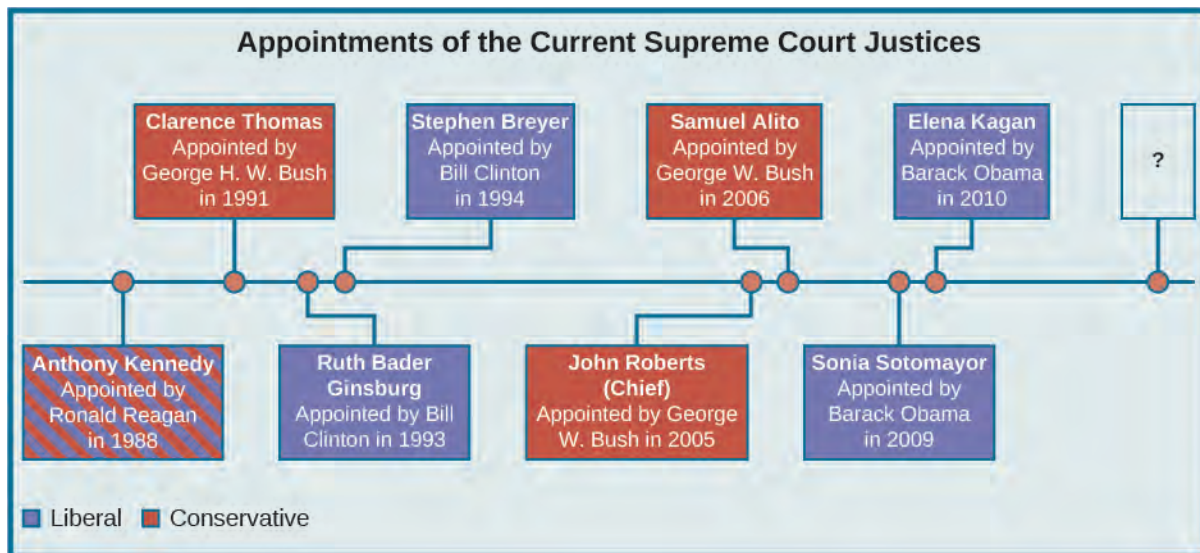 Appointments of the Current Supreme Court Justices
Clarence Thomas
Appointed by
George H. W. Bush
in 1991
Stephen Breyer
Appointed by
Bill Clinton
in 1994
Samuel Alito
Appointed by
George W. Bush
in 2006
Elena Kagan
Appointed by
Barack Obama
in 2010
?
Anthony Kennedy
Appointed by
Ronald Reagan
in 1988
Ruth Bader
Ginsburg
Appointed by Bill
Clinton in 1993
John Roberts
(Chief)
Appointed by George
W. Bush in 2005
Sonia Sotomayor
Appointed by
Barack Obama
in 2009
Liberal
Conservative